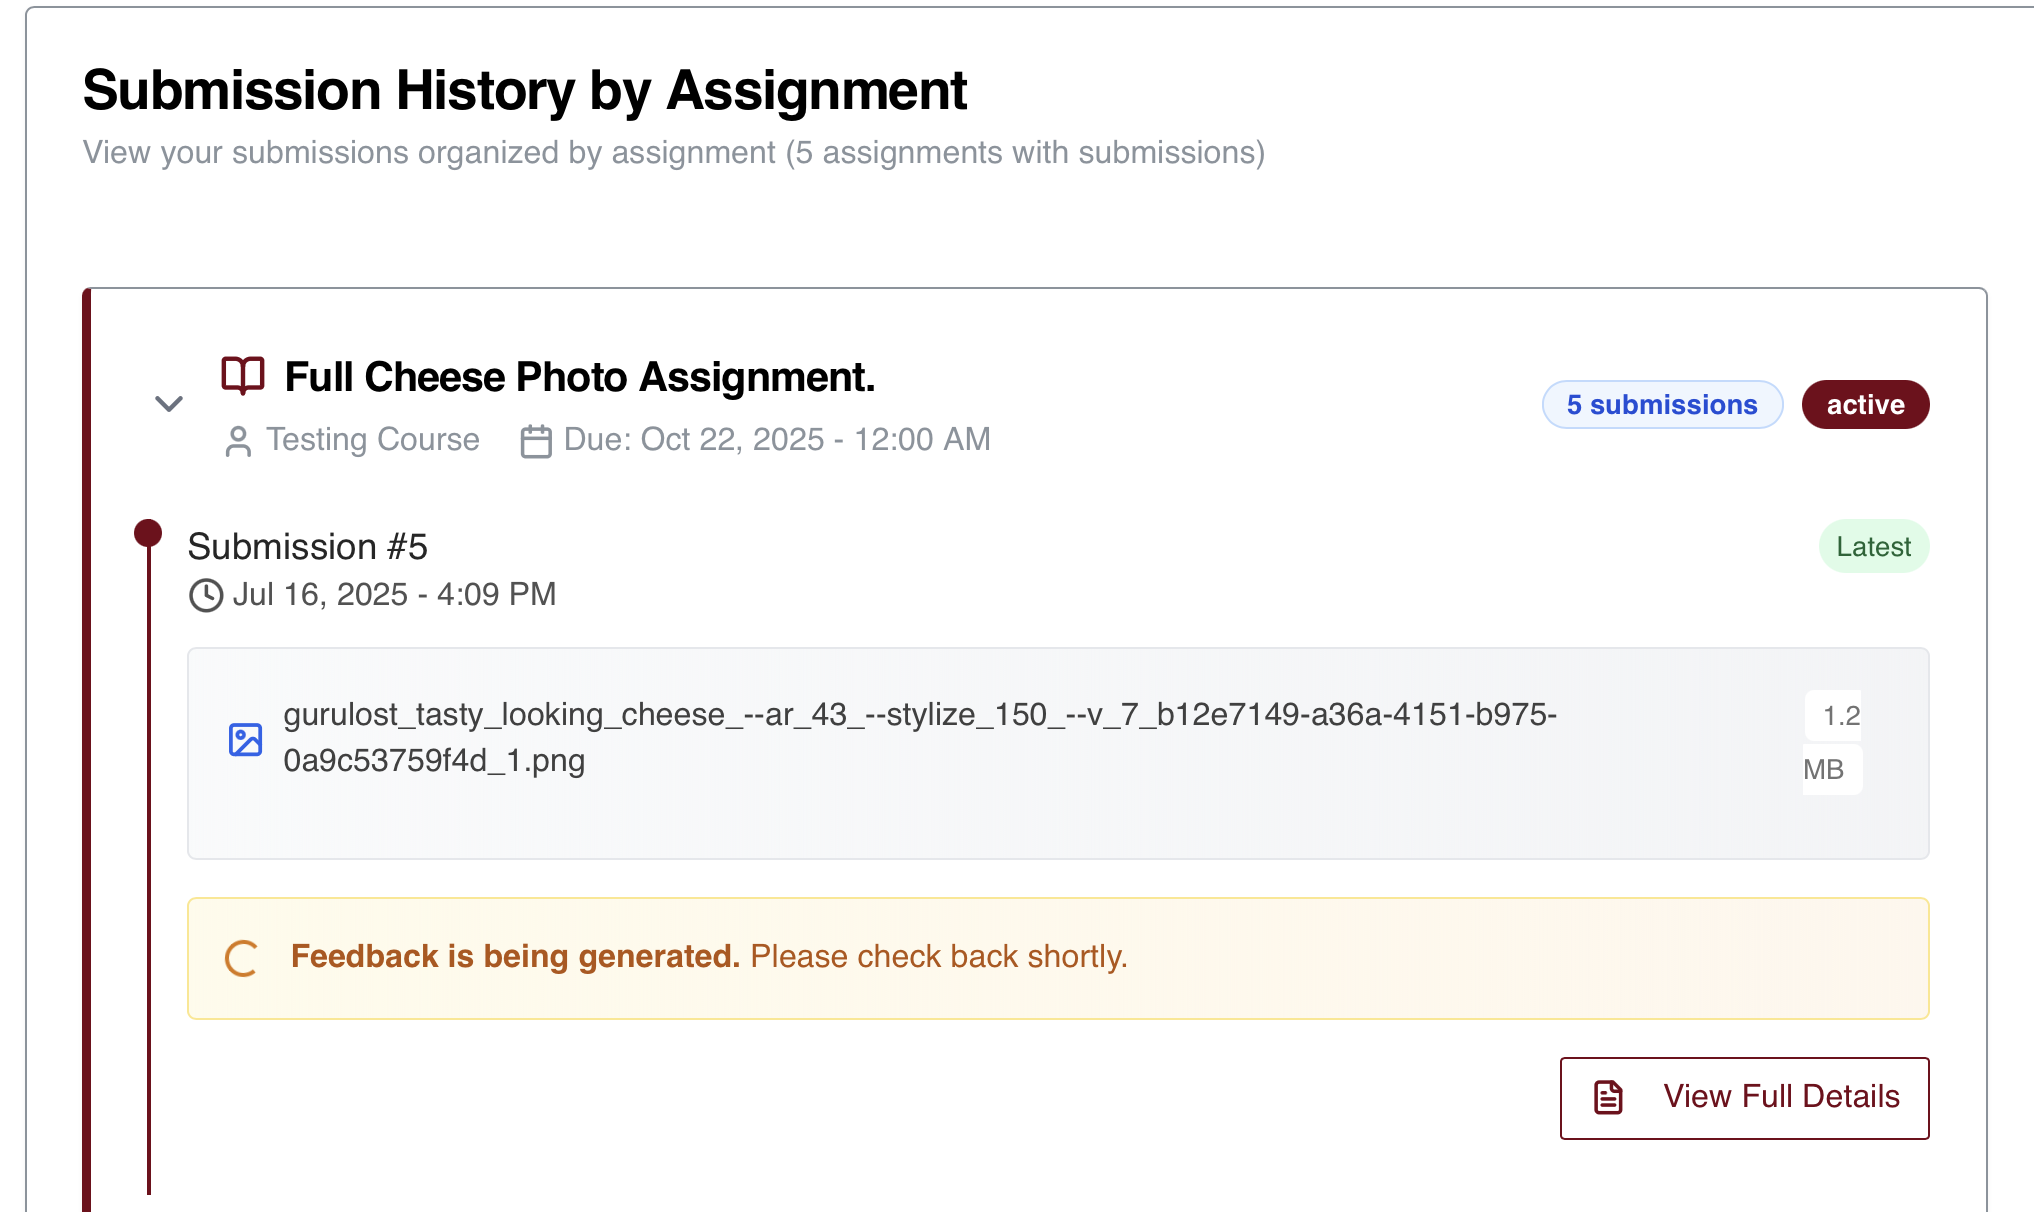 Submission History by Assignment
View your submissions organized by assignment (5 assignments with submissions)
Full Cheese Photo Assignment.
5 submissions
active
Testing Course
Due: Oct 22, 2025 - 12:00 AM
Submission #5
Latest
Jul 16, 2025 - 4:09 PM
gurulost_tasty_looking_cheese_--ar_43_--stylize_150_--v_7_b12e7149-a36a-4151-b975-
0a9c53759f4d_1.png
1.2
MB
Feedback is being generated. Please check back shortly.
View Full Details